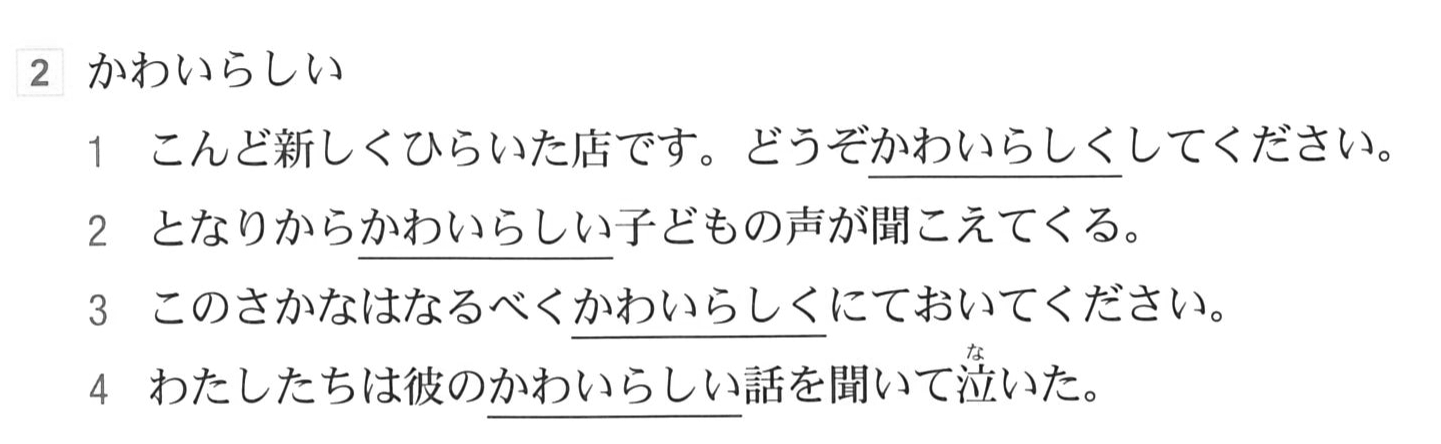 2 かわいらしい
1 こんど新しくひらいた店です。どうぞかわいらしくしてください。
2 となりからかわいらしい子どもの声が聞こえてくる。
3 このさかなはなるべくかわいらしくにておいてください。
な
4 わたしたちは彼のかわいらしい話を聞いて泣いた。